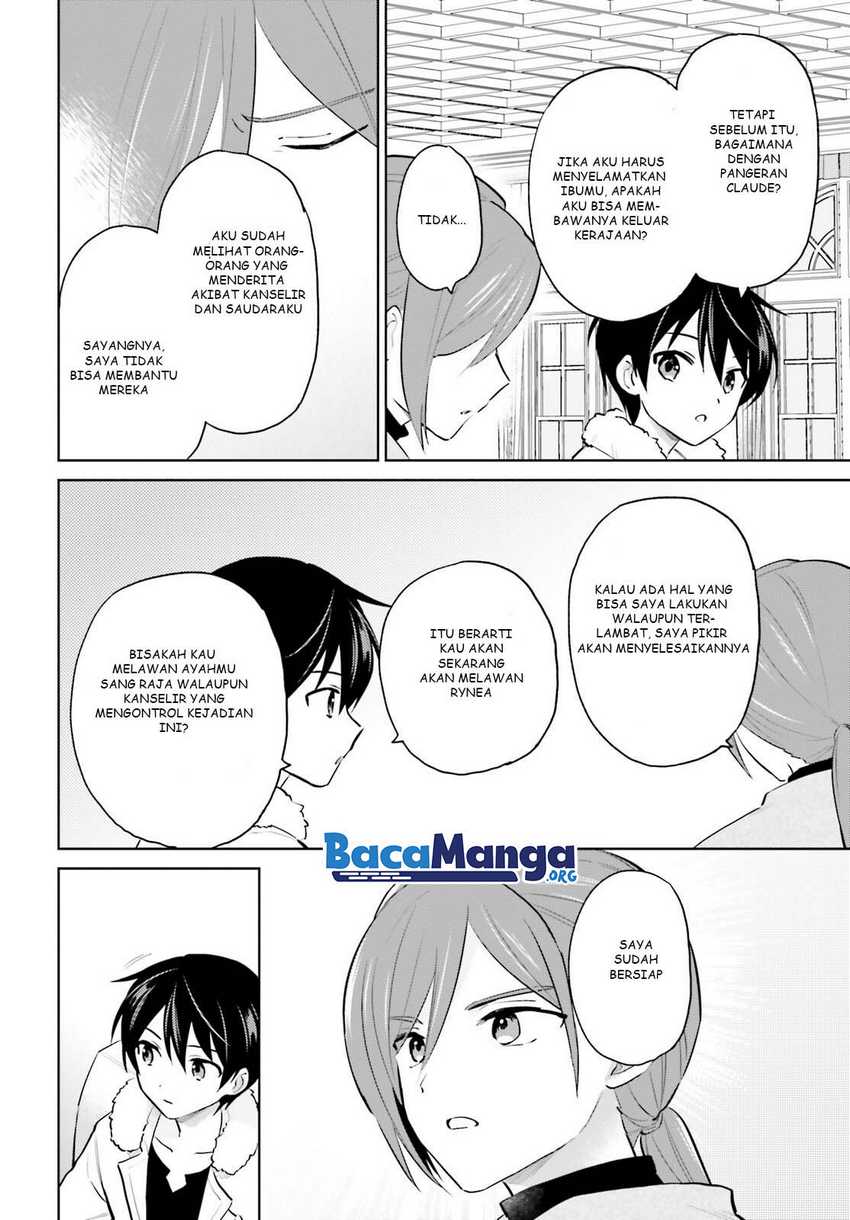 TETAPI
SEBELUM ITU,
BAGAIMANA
DENGAN
PANGERAN
CLAUDE?
JIKA AKU HARUS
MENYELAMATKAN
IBUMU, APAKAH
AKU BISA MEM-
BAWANYA KELUAR
KERAJAAN?
TIDAK...
AKU SUDAH
MELIHAT ORANG-
ORANG YANG
MENDERITA
AKIBAT KANSELIR
DAN SAUDARAKU
SAYANGNYA,
SAYA TIDAK
BISA MEMBANTU
MEREKA
KALAU ADA HAL YANG
BISA SAYA LAKUKAN
WALAUPUN TER-
LAMBAT, SAYA PIKIR
AKAN MENYELESAIKANNYA
ITU BERARTI
KAU AKAN
SEKARANG
AKAN MELAWAN
RYNEA
BISAKAH KAU
MELAWAN AYAHMU
SANG RAJA WALAUPUN
KANSELIR YANG
MENGONTROL KEJADIAN
INI?
BacaManga
.ORG
SAYA
SUDAH
BERSIAP